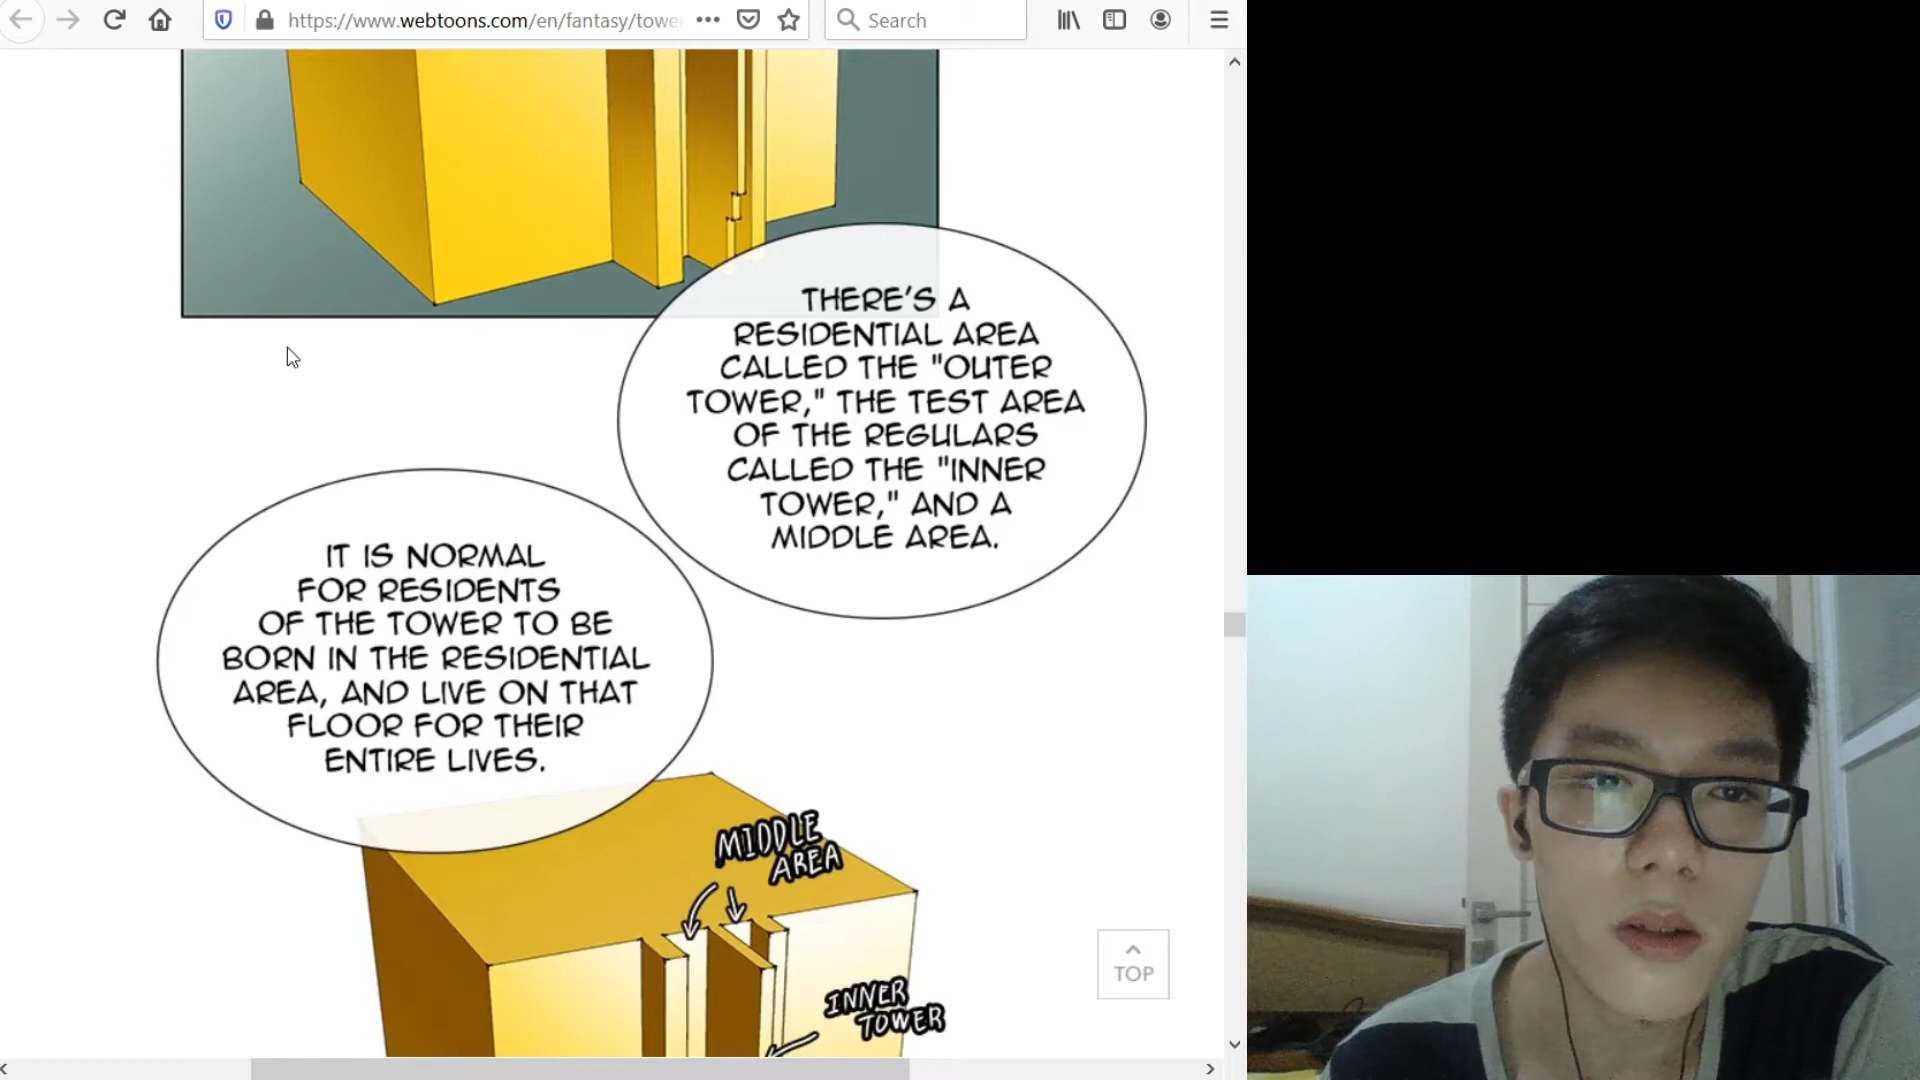 https://www.webtoons.com/en/fantasy/towe
Search
THERE'S A
RESIDENTIAL AREA
CALLED THE "OUTER
TOWER," THE TEST AREA
OF THE REGULARS
CALLED THE "INNER
TOWER," AND A
MIDDLE AREA.
IT IS NORMAL
FOR RESIDENTS
OF THE TOWER TO BE
BORN IN THE RESIDENTIAL
AREA, AND LIVE ON THAT
FLOOR FOR THEIR
ENTIRE LIVES.
MIDDLE
AREA
INNER
TOWER
TOP